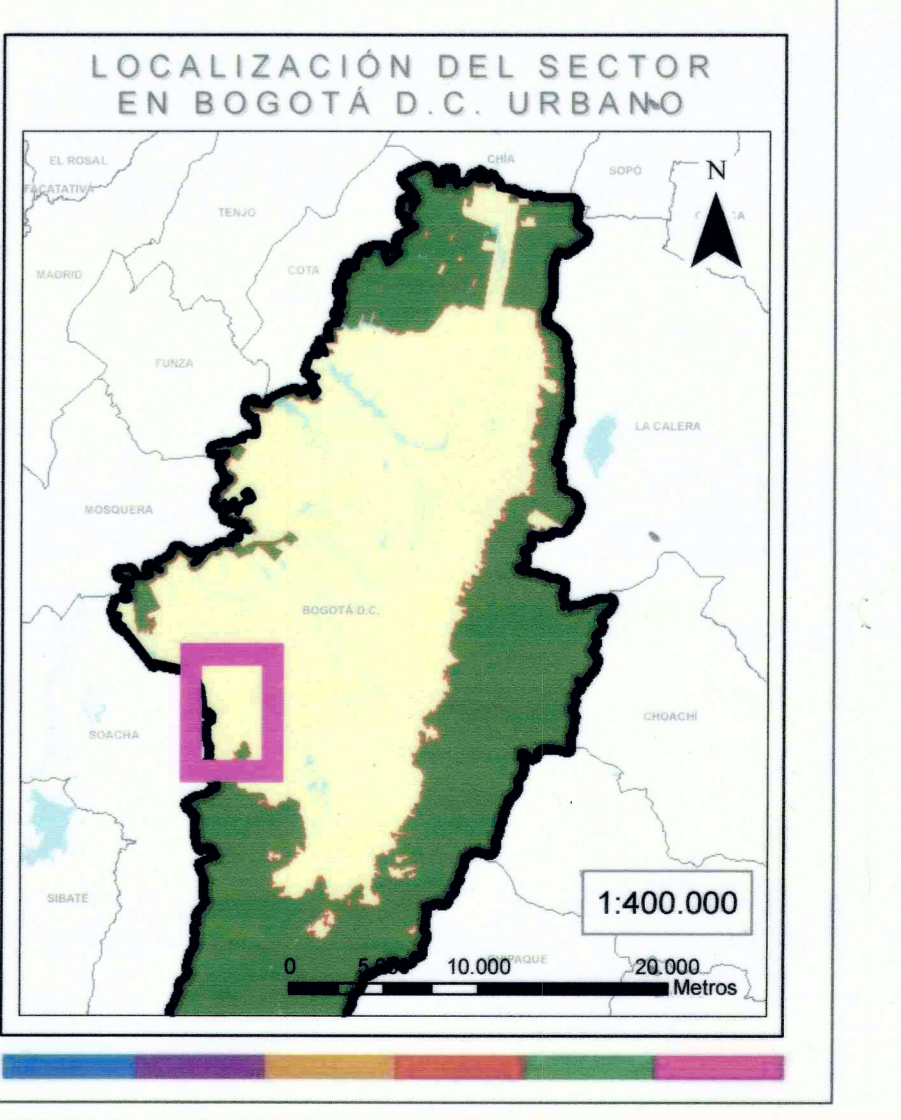 LOCALIZACIÓN DEL SECTOR
EN BOGOTÁ D.C. URBANO
EL ROSAL
CHÍA
SOPÓ
N
FACATATIVÁ
TENJO
COTA
MADRID
FUNZA
LA CALERA
MOSQUERA
BOGOTÁ D.C.
CHOACHÍ
SOACHA
SIBATÉ
1:400.000
0
10.000
20.000
Metros